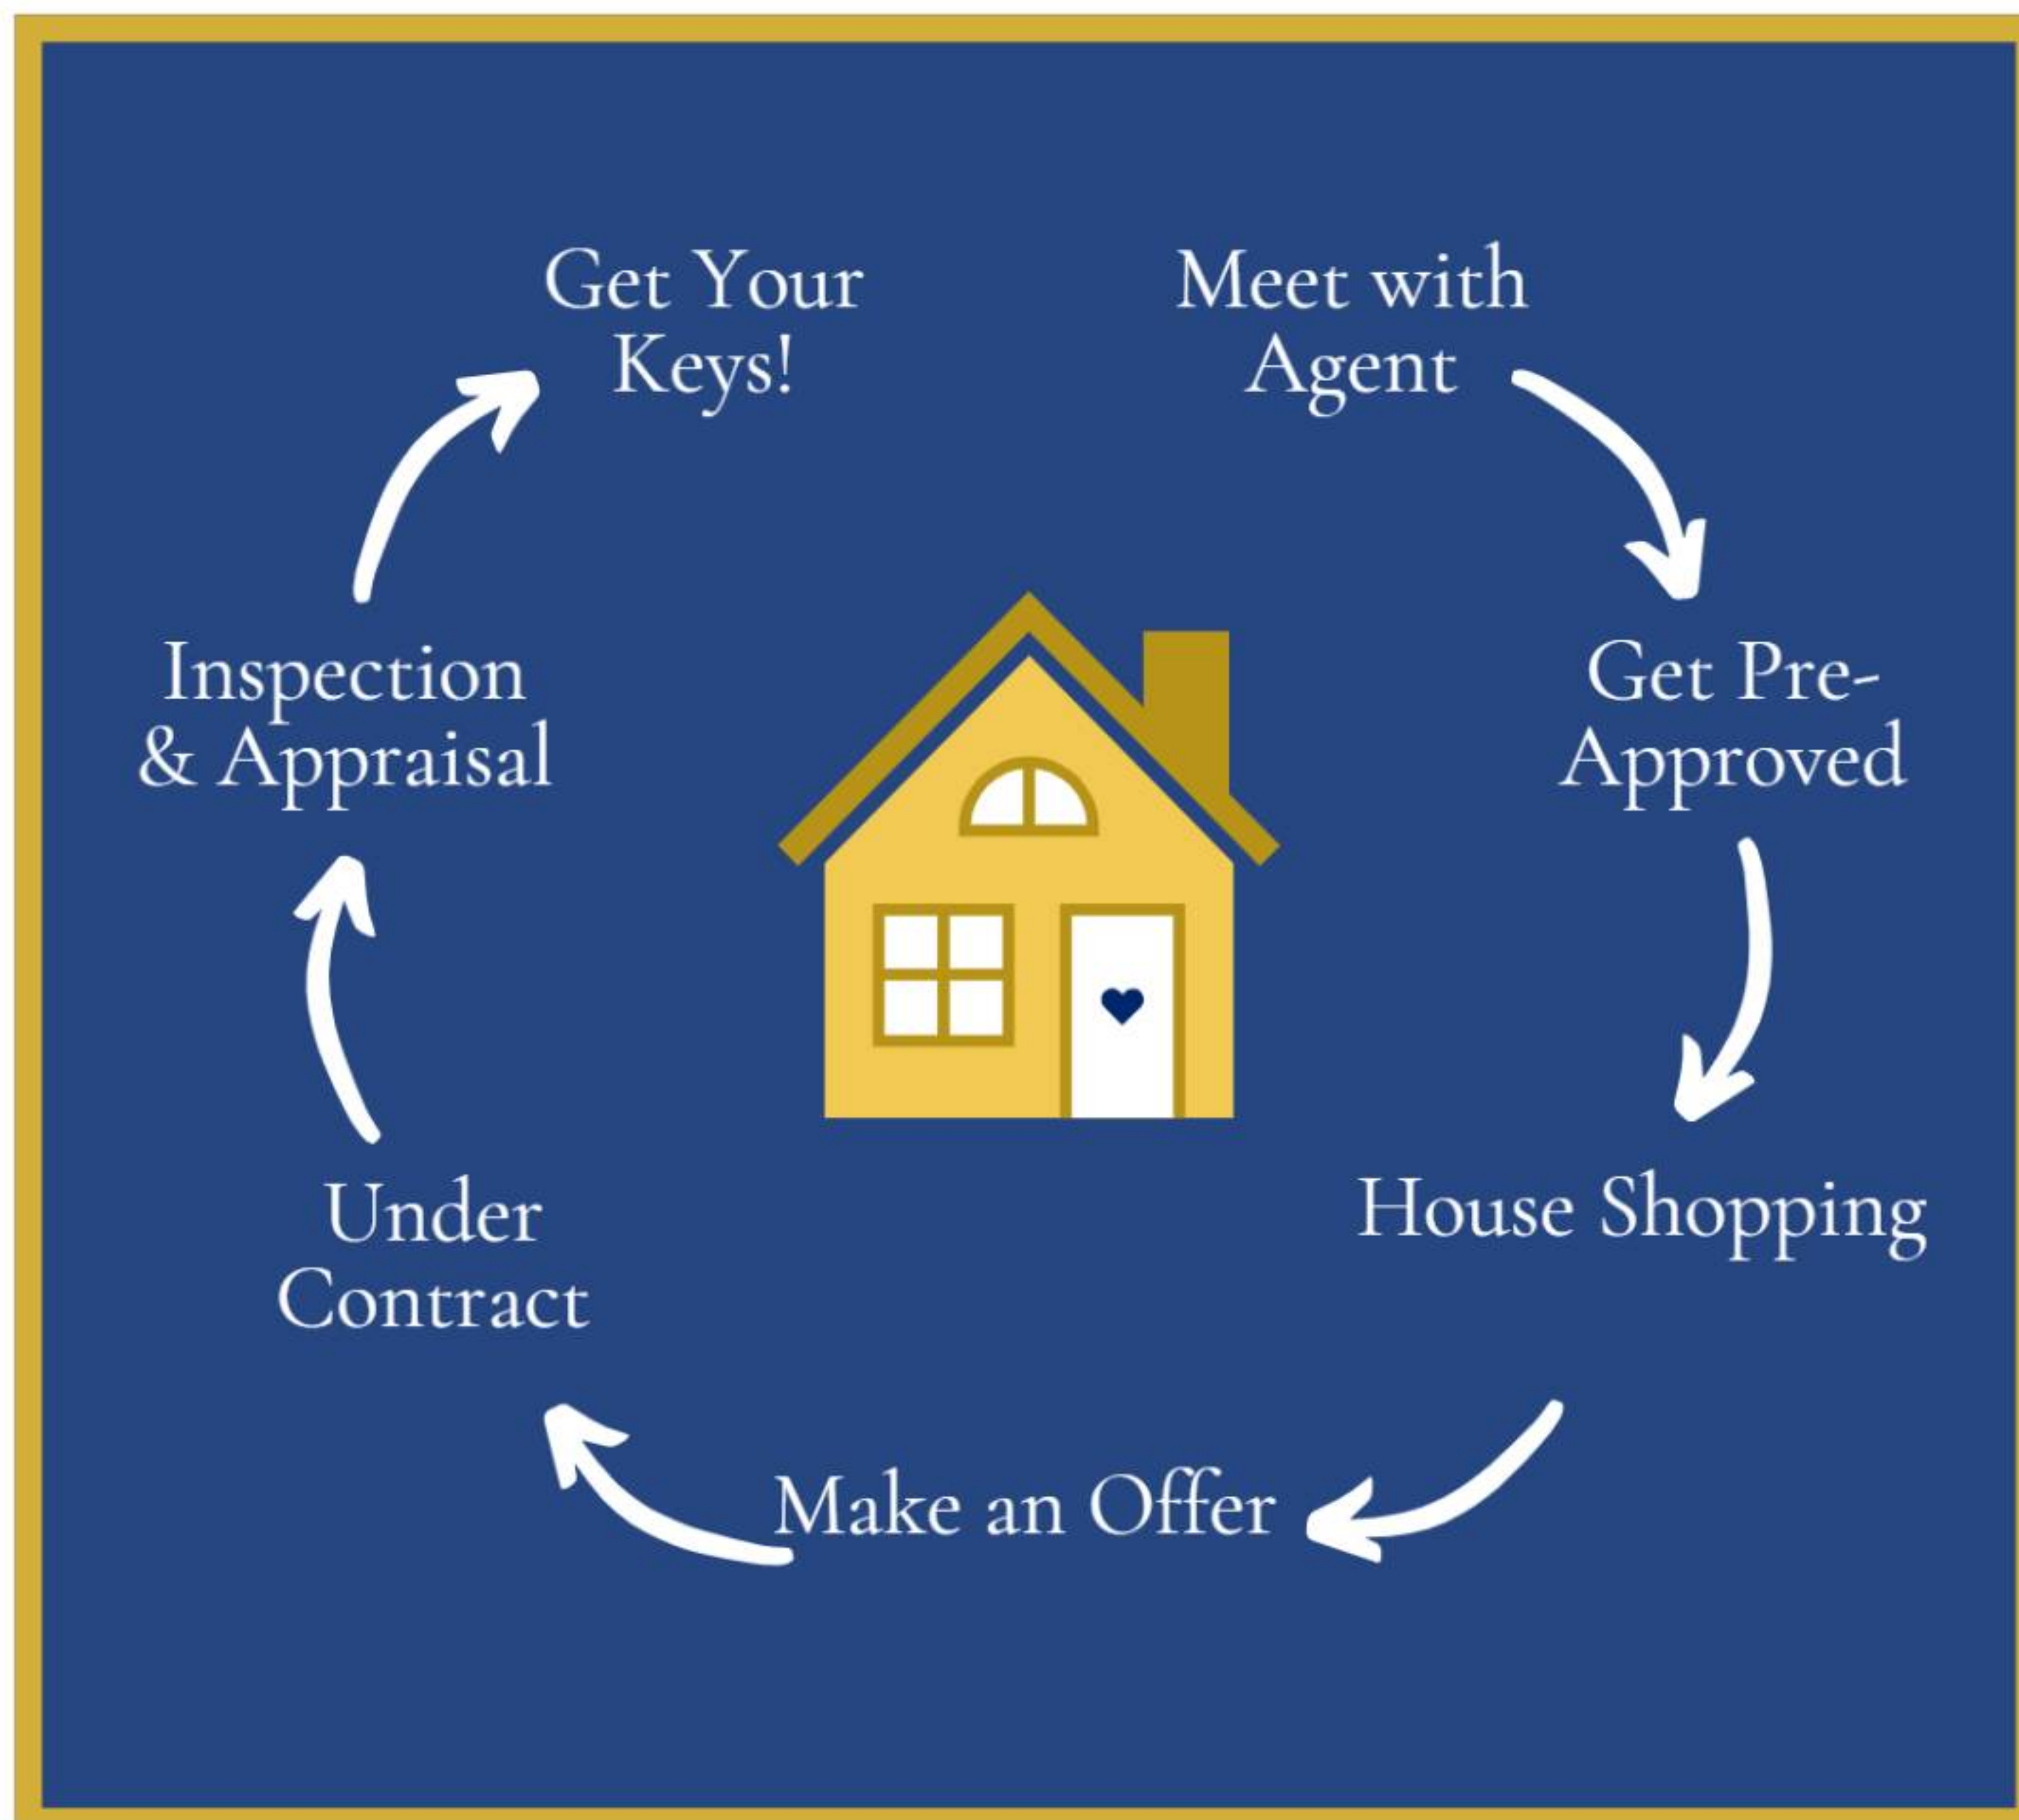 Get Your
Keys!
Meet with
Agent
Inspection
& Appraisal
Get Pre-
Approved
Under
Contract
House Shopping
Make an Offer